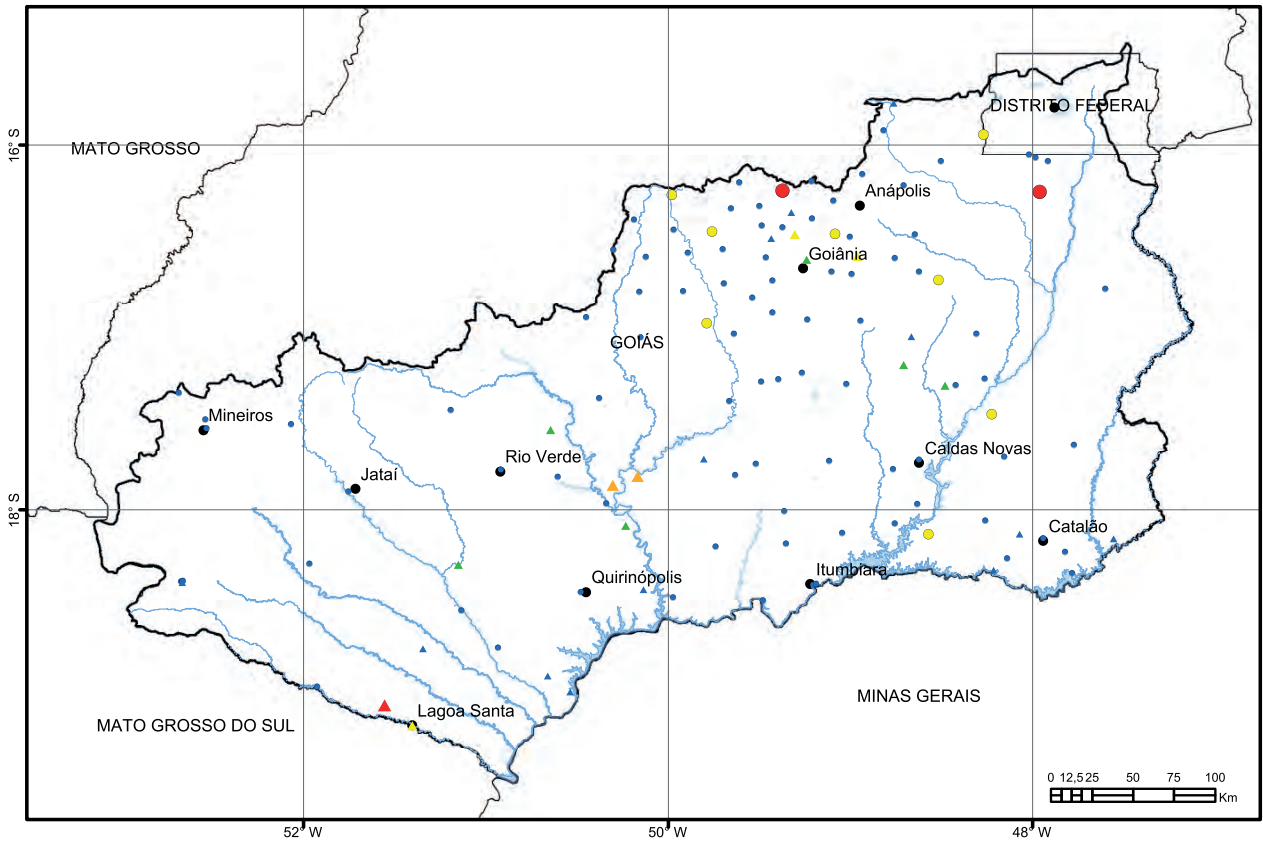 DISTRITO FEDERAL
MATO GROSSO
16° S
Anápolis
Goiânia
GOIÁS
Mineiros
Caldas Novas
Rio Verde
Jataí
18° S
Catalão
Itumbiara
Quirinópolis
MINAS GERAIS
Lagoa Santa
MATO GROSSO DO SUL
0 12,5 25 50 75 100
Km
52° W 50° W 48° W